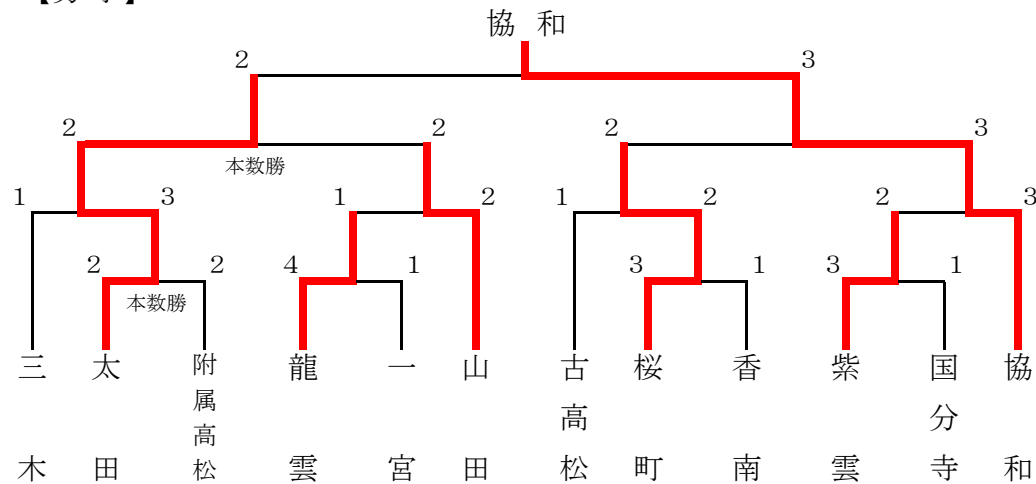 協和
2 3
2 2 2 3
本数勝
1 3 1 2 1 2 2 3
2 2 4 1 3 1 3 1
本数勝
三木
太田
附属高松
龍雲
一宮
山田
古高松
桜町
香南
紫雲
国分寺
協和